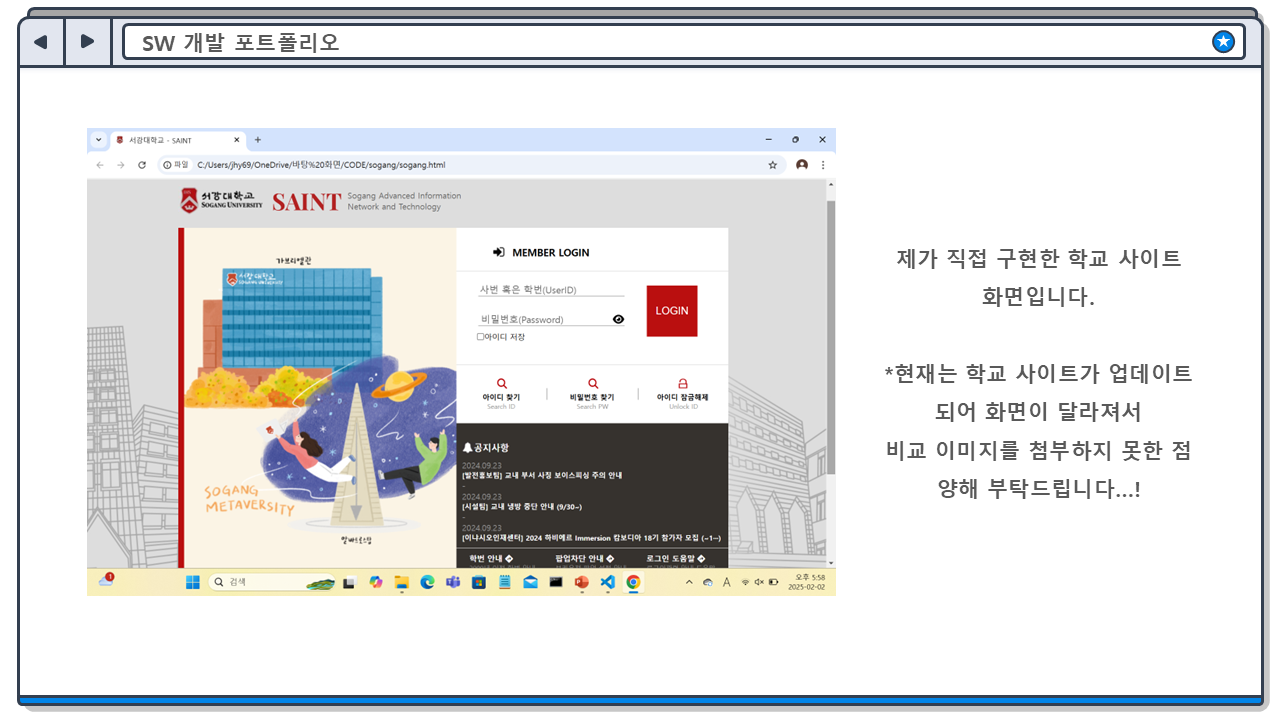 SW 개발 포트폴리오
서강대학교 - SAINT
파일 C:/Users/jhy69/OneDrive/바탕%20화면/CODE/sogang/sogang.html
서강대학교
SOGANG UNIVERSITY
SAINT
Sogang Advanced Information
Network and Technology
가브리엘관
서강대학교
MEMBER LOGIN
사번 혹은 학번(UserID)
비밀번호(Password)
LOGIN
아이디 저장
아이디 찾기 비밀번호 찾기 아이디 잠금해제
Search ID Search PW Unlock ID
SOGANG
METAVERSITY
알바트로스탑
공지사항
2024.09.23
[발전홍보팀] 교내 부서 사칭 보이스피싱 주의 안내
-
2024.09.23
[시설팀] 교내 냉방 중단 안내 (9/30~)
-
2024.09.23
[이냐시오인재센터] 2024 하비에르 Immersion 캄보디아 18기 참가자 모집 (~1~)
학번 안내 팝업차단 안내 로그인 도움말
1
검색
A
오후 5:58
2025-02-02
제가 직접 구현한 학교 사이트
화면입니다.
*현재는 학교 사이트가 업데이트
되어 화면이 달라져서
비교 이미지를 첨부하지 못한 점
양해 부탁드립니다...!